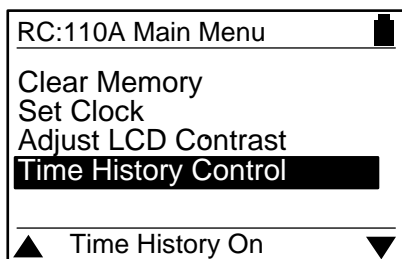 RC:110A Main Menu
Clear Memory
Set Clock
Adjust LCD Contrast
Time History Control
Time History On